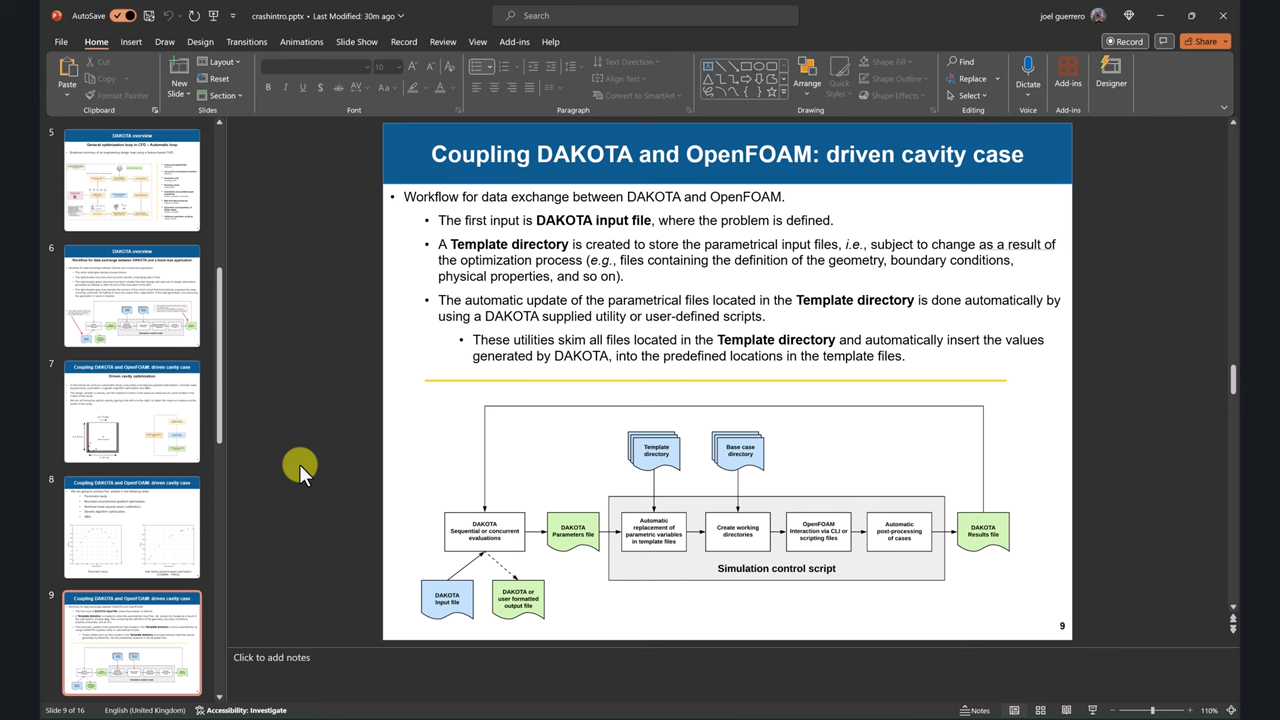 AutoSave
crashintro.pptx • Last Modified: 30m ago
Search
joel guerrero
File Home Insert Draw Design Transitions Animations Slide Show Record Review View Add-ins Help
Record
Share
Paste
Cut
Copy
Format Painter
Clipboard
New
Slide
Layout
Reset
Section
Slides
10
Font
Text Direction
Align Text
Convert to SmartArt
Paragraph
Arrange
Quick
Styles
Shape Fill
Shape Outline
Shape Effects
Drawing
Find
Replace
Select
Editing
Dictate
Voice
Add-ins
Add-ins
Designer
5
DAKOTA overview
General optimization loop in CFD – Automatic loop
6
DAKOTA overview
7
Coupling DAKOTA and OpenFOAM: driven cavity case
Driven cavity optimization
8
Coupling DAKOTA and OpenFOAM: driven cavity case
9
Coupling DAKOTA and OpenFOAM: driven cavity case
Coupling DAKOTA and OpenFOAM: driven cavity case
• Workflow for data exchange between DAKOTA and OpenFOAM.
• The first input is DAKOTA input file, where the problem is defined.
• A Template directory is created to store the parametrical input files (i.e., subject to change as a result of
the optimization process, e.g., files containing the definition of the geometry, boundary conditions,
physical properties, and so on).
• The automatic update of the parametrical files located in the Template directory is done automatically by
using a DAKOTA supplied utility or user-defined scripts.
• These utilities scan all files located in the Template directory and automatically insert the values
generated by DAKOTA, into the predefined locations in the template files.
Template
directory
Base case
directory
DAKOTA
Sequential or concurrent
evaluations
DAKOTA
Parameters file
Automatic
replacement of
parametric variables
in template files
Create working
directories
OpenFOAM
Interaction via CLI or
scripting files
Automatic
post-processing
of cases
DAKOTA
Results file
Simulation control script
DAKOTA
Input file
DAKOTA or
user formatted
output file
9
Click to add notes
Slide 9 of 16
English (United Kingdom)
Accessibility: Investigate
Notes
110%